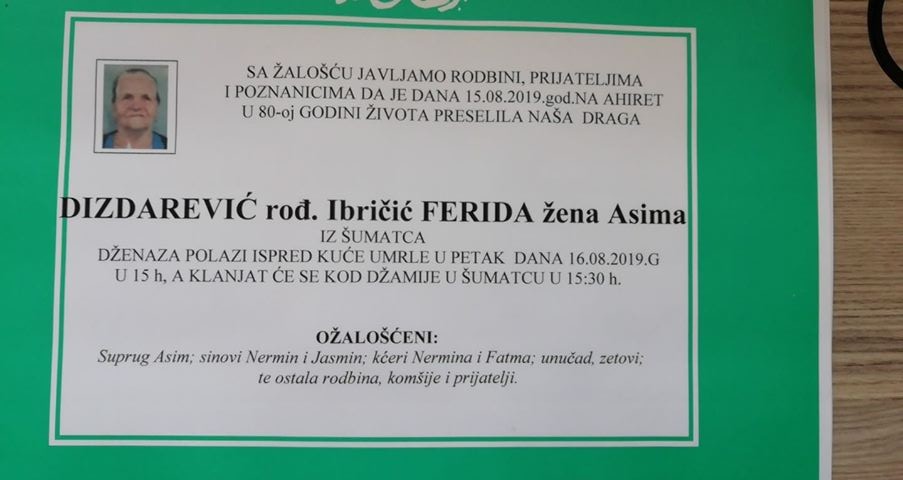 SA ŽALOŠĆU JAVLJAMO RODBINI, PRIJATELJIMA
I POZNANICIMA DA JE DANA 15.08.2019.god.NA AHIRET
U 80-oj GODINI ŽIVOTA PRESELILA NAŠA DRAGA
DIZDAREVIĆ rođ. Ibričić FERIDA žena Asima
IZ ŠUMATCA
DŽENAZA POLAZI ISPRED KUĆE UMRLE U PETAK DANA 16.08.2019.G
U 15 h, A KLANJAT ĆE SE KOD DŽAMIJE U ŠUMATCU U 15:30 h.
OŽALOŠĆENI:
Suprug Asim; sinovi Nermin i Jasmin; kćeri Nermina i Fatma; unučad, zetovi;
te ostala rodbina, komšije i prijatelji.